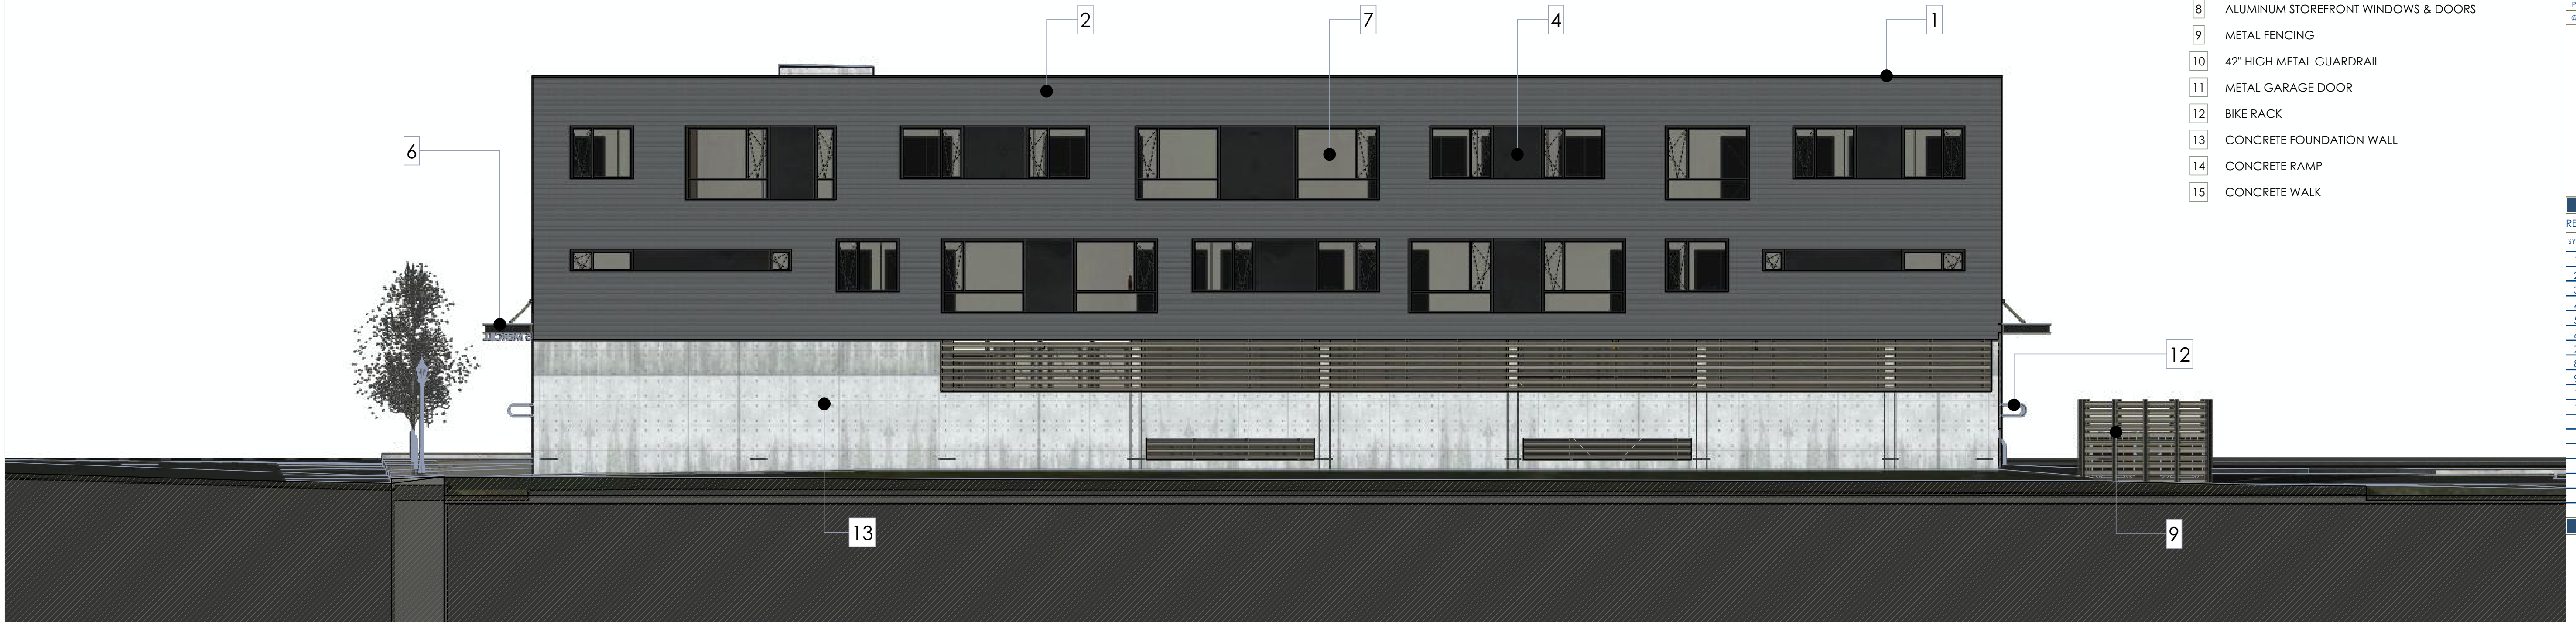 2
7
4
1
6
12
13
9
8 ALUMINUM STOREFRONT WINDOWS & DOORS
9 METAL FENCING
10 42" HIGH METAL GUARDRAIL
11 METAL GARAGE DOOR
12 BIKE RACK
13 CONCRETE FOUNDATION WALL
14 CONCRETE RAMP
15 CONCRETE WALK